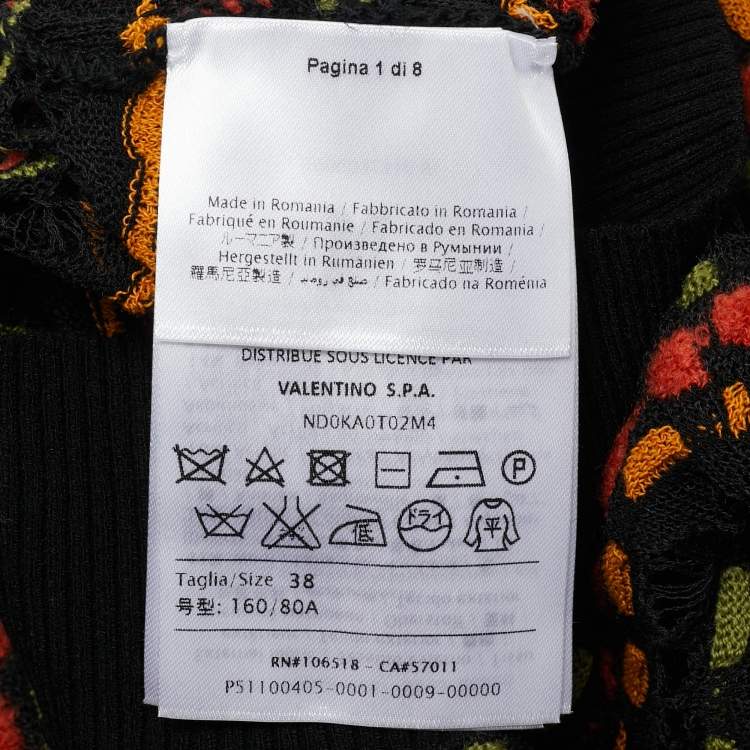 Pagina 1 di 8
Made in Romania / Fabbricato in Romania /
Fabriqué en Roumanie / Fabricado en Romania /
ルーマニア製 / Произведено в Румынии /
Hergestellt in Rumänien / 罗马尼亚制造 /
羅馬尼亞製造 / صنع في رومانيا / Fabricado na Roménia
DISTRIBUE SOUS LICENCE PAR
VALENTINO S.P.A.
ND0KA0T02M4
P
低 ドライ 平
Taglia/Size 38
号型: 160/80A
RN#106518 - CA#57011
P51100405-0001-0009-00000